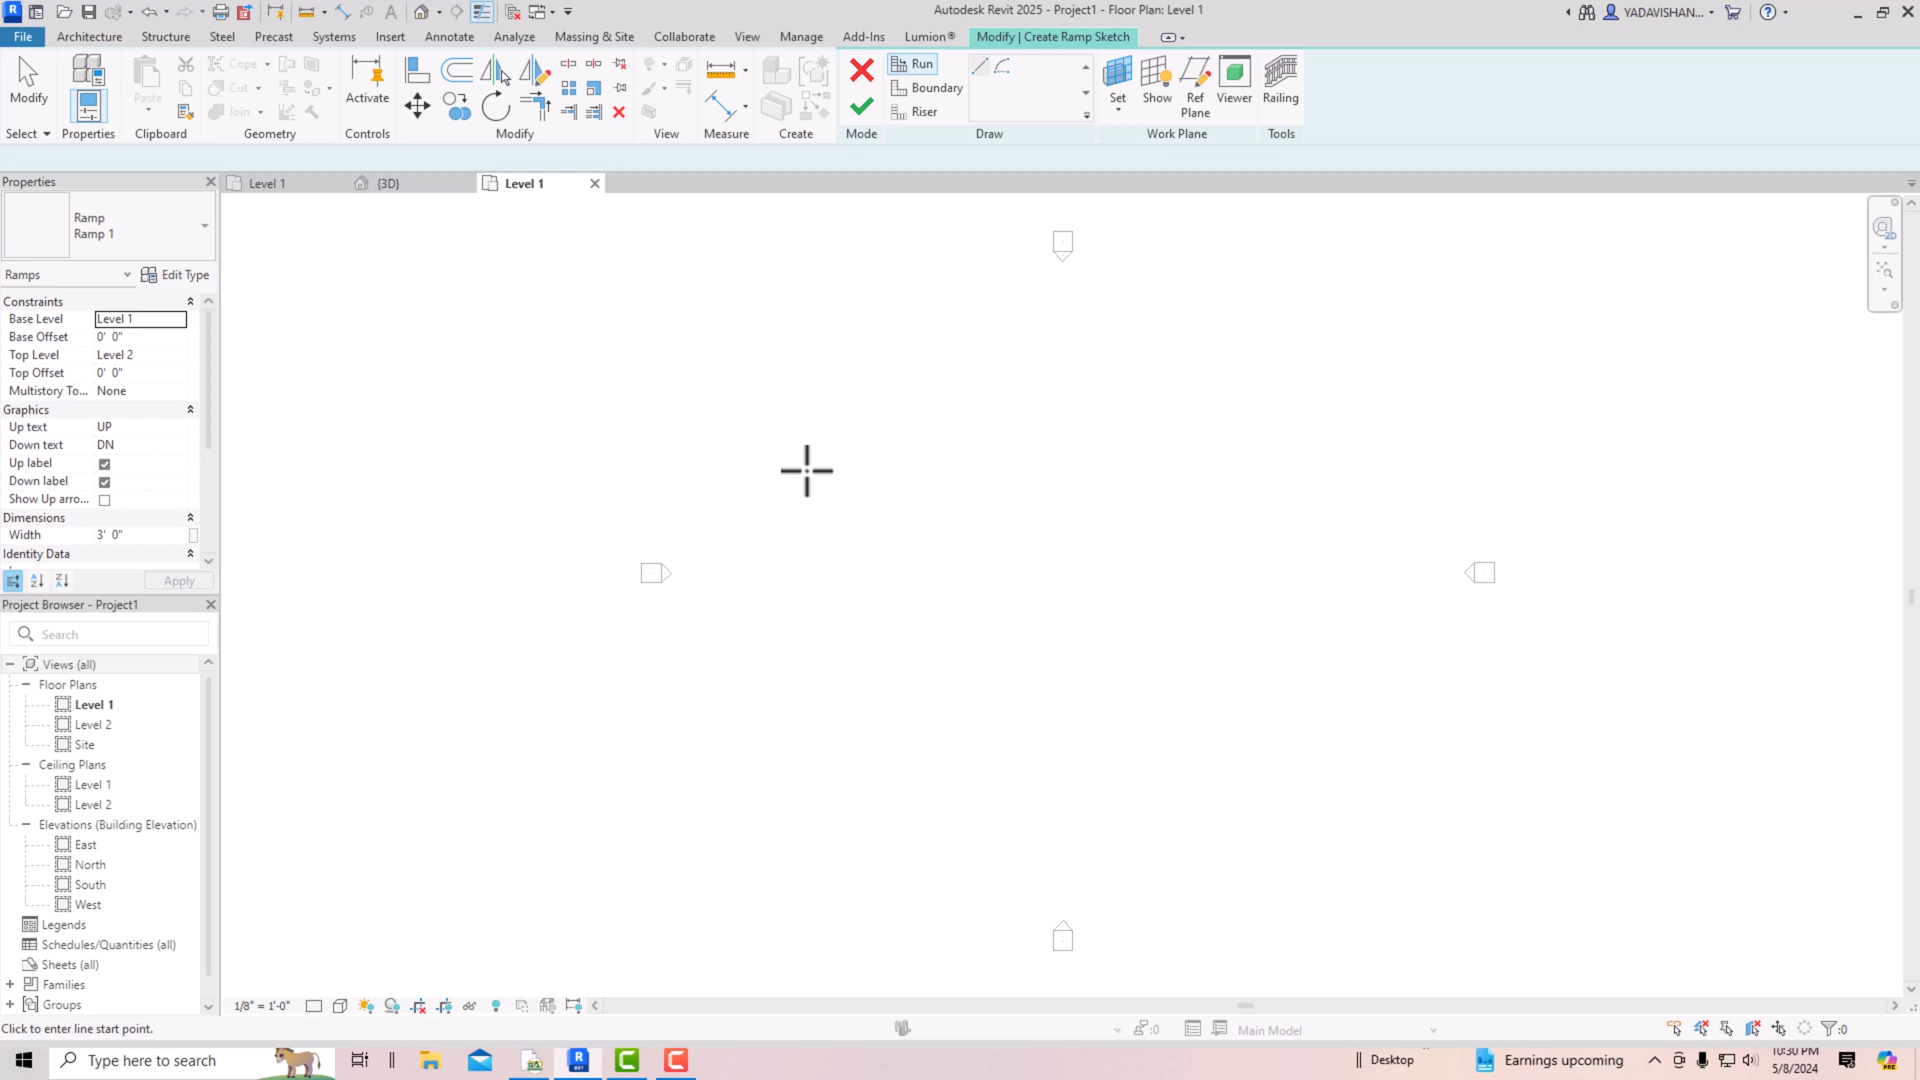 Autodesk Revit 2025 - Project1 - Floor Plan: Level 1
YADAVISHAN...
File Architecture Structure Steel Precast Systems Insert Annotate Analyze Massing & Site Collaborate View Manage Add-Ins Lumion® Modify | Create Ramp Sketch
Modify
Paste
Cope
Cut
Join
Activate
Run
Boundary
Riser
Set
Show
Ref
Plane
Viewer
Railing
Select Properties Clipboard Geometry Controls Modify View Measure Create Mode Draw Work Plane Tools
Properties
Level 1
{3D}
Level 1
Ramp
Ramp 1
Ramps
Edit Type
Constraints
Base Level Level 1
Base Offset 0' 0"
Top Level Level 2
Top Offset 0' 0"
Multistory To... None
Graphics
Up text UP
Down text DN
Up label
Down label
Show Up arro...
Dimensions
Width 3' 0"
Identity Data
Apply
Project Browser - Project1
Search
Views (all)
Floor Plans
Level 1
Level 2
Site
Ceiling Plans
Level 1
Level 2
Elevations (Building Elevation)
East
North
South
West
Legends
Schedules/Quantities (all)
Sheets (all)
Families
Groups
1/8" = 1'-0"
Click to enter line start point.
:0
Main Model
:0
Type here to search
Desktop
Earnings upcoming
10:30 PM
5/8/2024